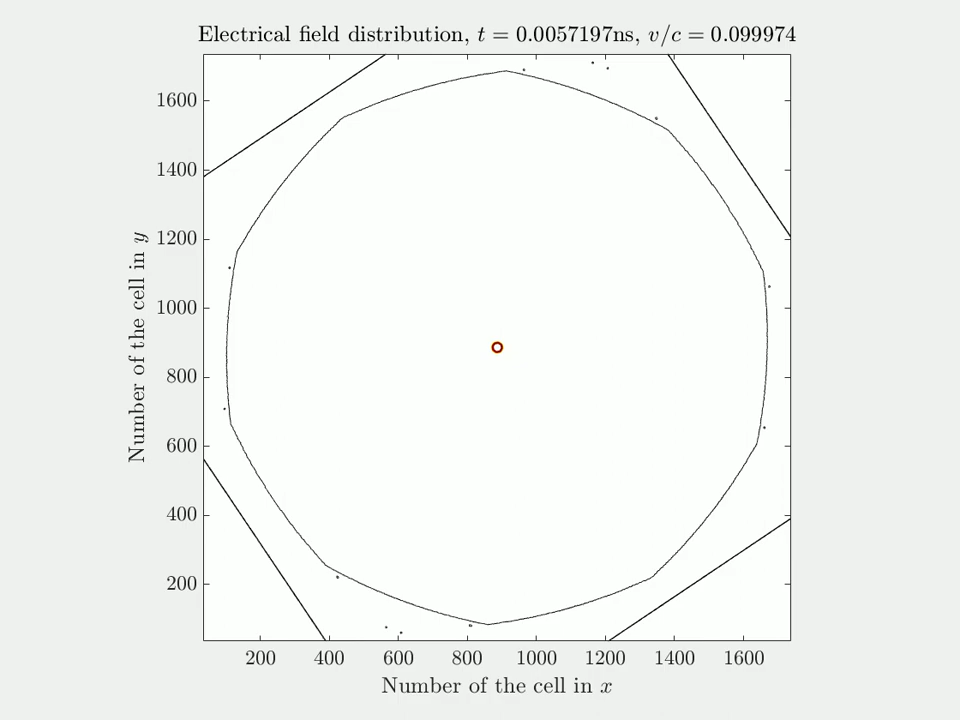 Electrical field distribution, t = 0.0057197ns, v/c = 0.099974
1600
1400
1200
1000
800
600
400
200
Number of the cell in y
200 400 600 800 1000 1200 1400 1600
Number of the cell in x